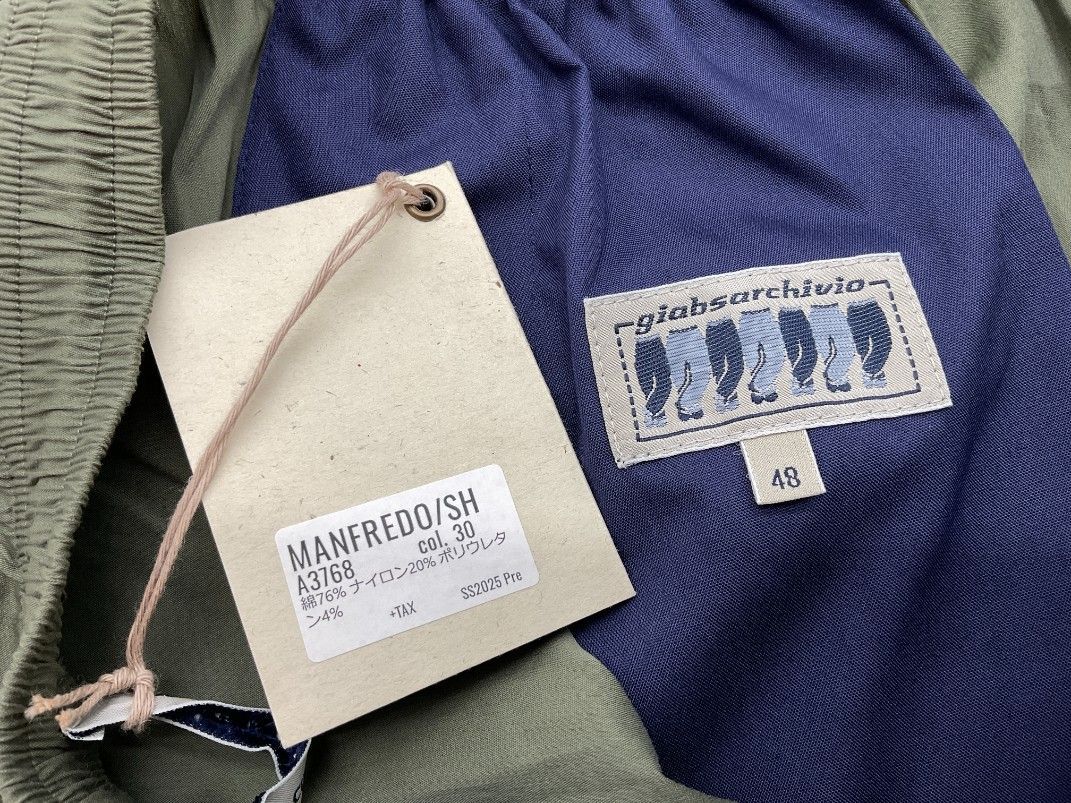 giabsarchivio
48
MANFREDO/SH
col. 30
A3768
綿76% ナイロン20% ポリウレタ
ン4%
+TAX
SS2025 Pre